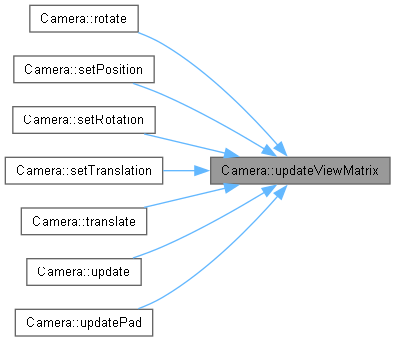 Camera::rotate
Camera::setPosition
Camera::setRotation
Camera::setTranslation
Camera::updateViewMatrix
Camera::translate
Camera::update
Camera::updatePad